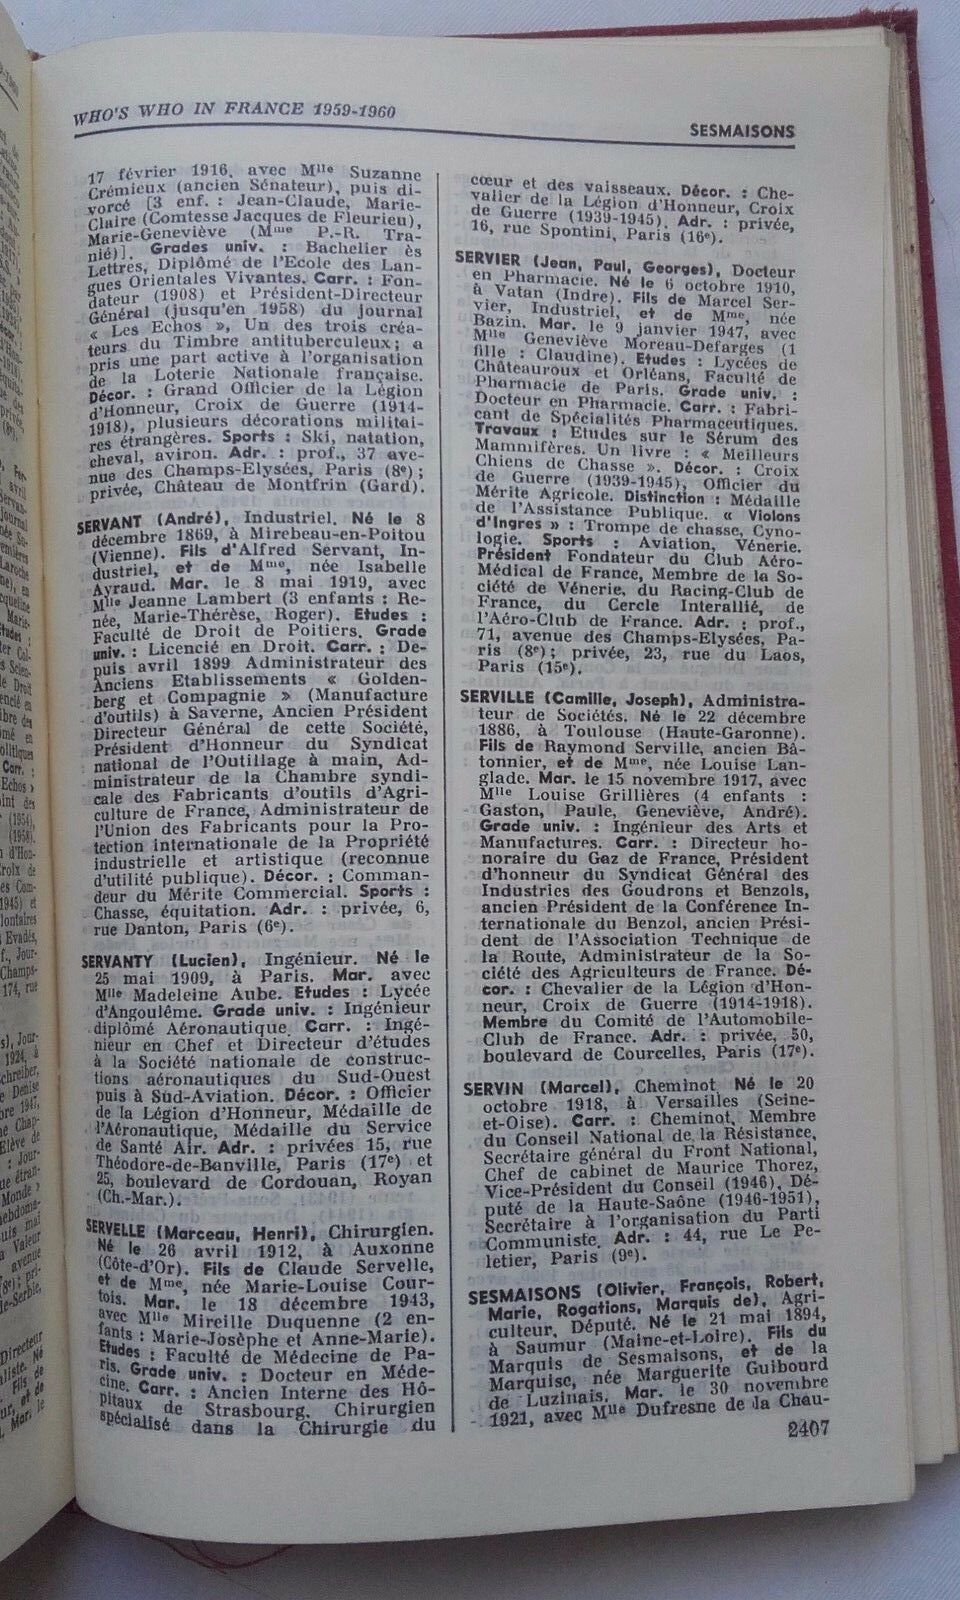 WHO'S WHO IN FRANCE 1959-1960
SESMAISONS
17 février 1916, avec Mlle Suzanne
Crémieux (ancien Sénateur), puis di-
vorcé [3 enf. : Jean-Claude, Marie-
Claire (Comtesse Jacques de Fleurieu),
Marie-Geneviève (Mme P.-R. Tra-
nié)]. Grades univ. : Bachelier ès
Lettres, Diplômé de l'Ecole des Lan-
gues Orientales Vivantes. Carr. : Fon-
dateur (1908) et Président-Directeur
Général (jusqu'en 1958) du journal
« Les Echos », Un des trois créa-
teurs du Timbre antituberculeux; a
pris une part active à l'organisation
de la Loterie Nationale française.
Décor. : Grand Officier de la Légion
d'Honneur, Croix de Guerre (1914-
1918), plusieurs décorations militai-
res étrangères. Sports : Ski, natation,
cheval, aviron. Adr. : prof., 37 ave-
nue des Champs-Elysées, Paris (8e);
privée, Château de Montfrin (Gard).
SERVANT (André), Industriel. Né le 8
décembre 1869, à Mirebeau-en-Poitou
(Vienne). Fils d'Alfred Servant, In-
dustriel, et de Mme, née Isabelle
Ayraud. Mar. le 8 mai 1919, avec
Mlle Jeanne Lambert (3 enfants : Re-
née, Marie-Thérèse, Roger). Etudes :
Faculté de Droit de Poitiers. Grade
univ. : Licencié en Droit. Carr. : De-
puis avril 1899 Administrateur des
Anciens Etablissements « Golden-
berg et Compagnie » (Manufacture
d'outils) à Saverne, Ancien Président
Directeur Général de cette Société,
Président d'Honneur du Syndicat
national de l'Outillage à main, Ad-
ministrateur de la Chambre syndi-
cale des Fabricants d'outils d'Agri-
culture de France, Administrateur de
l'Union des Fabricants pour la Pro-
tection internationale de la Propriété
industrielle et artistique (reconnue
d'utilité publique). Décor. : Comman-
deur du Mérite Commercial. Sports :
Chasse, équitation. Adr. : privée, 6,
rue Danton, Paris (6e).
SERVANTY (Lucien), Ingénieur. Né le
25 mai 1909, à Paris. Mar. avec
Mlle Madeleine Aube. Etudes : Lycée
d'Angoulême. Grade univ. : Ingénieur
diplômé Aéronautique. Carr. : Ingé-
nieur en Chef et Directeur d'études
à la Société nationale de construc-
tions aéronautiques du Sud-Ouest
puis à Sud-Aviation. Décor. : Officier
de la Légion d'Honneur, Médaille de
l'Aéronautique, Médaille du Service
de Santé Air. Adr. : privées 15, rue
Théodore-de-Banville, Paris (17e) et
25, boulevard de Cordouan, Royan
(Ch.-Mar.).
SERVELLE (Marceau, Henri), Chirurgien.
Né le 26 avril 1912, à Auxonne
(Côte-d'Or). Fils de Claude Servelle,
et de Mme, née Marie-Louise Cour-
tois. Mar. le 18 décembre 1943,
avec Mlle Mireille Duquenne (2 en-
fants : Marie-Josèphe et Anne-Marie).
Etudes : Faculté de Médecine de Pa-
ris. Grade univ. : Docteur en Méde-
cine. Carr. : Ancien Interne des Hô-
pitaux de Strasbourg. Chirurgien
spécialisé dans la Chirurgie du
cœur et des vaisseaux. Décor. : Che-
valier de la Légion d'Honneur, Croix
de Guerre (1939-1945). Adr. : privée,
16, rue Spontini, Paris (16e).
SERVIER (Jean, Paul, Georges), Docteur
en Pharmacie. Né le 6 octobre 1910,
à Vatan (Indre). Fils de Marcel Ser-
vier, Industriel, et de Mme, née
Bazin. Mar. le 9 janvier 1947, avec
Mlle Geneviève Moreau-Defarges (1
fille : Claudine). Etudes : Lycées de
Châteauroux et Orléans, Faculté de
Pharmacie de Paris. Grade univ. :
Docteur en Pharmacie. Carr. : Fabri-
cant de Spécialités Pharmaceutiques.
Travaux : Etudes sur le Sérum des
Mammifères. Un livre : « Meilleurs
Chiens de Chasse ». Décor. : Croix
de Guerre (1939-1945), Officier du
Mérite Agricole. Distinction : Médaille
de l'Assistance Publique. « Violons
d'Ingres » : Trompe de chasse, Cyno-
logie. Sports : Aviation, Vénerie.
Président Fondateur du Club Aéro-
Médical de France, Membre de la So-
ciété de Vénerie, du Racing-Club de
France, du Cercle Interallié, de
l'Aéro-Club de France. Adr. : prof.,
71, avenue des Champs-Elysées, Pa-
ris (8e); privée, 23, rue du Laos,
Paris (15e).
SERVILLE (Camille, Joseph), Administra-
teur de Sociétés. Né le 22 décembre
1886, à Toulouse (Haute-Garonne).
Fils de Raymond Serville, ancien Bâ-
tonnier, et de Mme, née Louise Lan-
glade. Mar. le 15 novembre 1917, avec
Mlle Louise Grillières (4 enfants :
Gaston, Paule, Geneviève, André).
Grade univ. : Ingénieur des Arts et
Manufactures. Carr. : Directeur ho-
noraire du Gaz de France, Président
d'honneur du Syndicat Général des
Industries des Goudrons et Benzols,
ancien Président de la Conférence In-
ternationale du Benzol, ancien Prési-
dent de l'Association Technique de
la Route, Administrateur de la So-
ciété des Agriculteurs de France. Dé-
cor. : Chevalier de la Légion d'Hon-
neur, Croix de Guerre (1914-1918).
Membre du Comité de l'Automobile-
Club de France. Adr. : privée, 50,
boulevard de Courcelles, Paris (17e).
SERVIN (Marcel), Cheminot. Né le 20
octobre 1918, à Versailles (Seine-
et-Oise). Carr. : Cheminot, Membre
du Conseil National de la Résistance,
Secrétaire général du Front National,
Chef de cabinet de Maurice Thorez,
Vice-Président du Conseil (1946), Dé-
puté de la Haute-Saône (1946-1951),
Secrétaire à l'organisation du Parti
Communiste. Adr. : 44, rue Le Pe-
letier, Paris (9e).
SESMAISONS (Olivier, François, Robert,
Marie, Rogations, Marquis de), Agri-
culteur, Député. Né le 21 mai 1894,
à Saumur (Maine-et-Loire). Fils du
Marquis de Sesmaisons, et de la
Marquise, née Marguerite Guibourd
de Luzinais. Mar. le 30 novembre
1921, avec Mlle Dufresne de la Chau-
2407